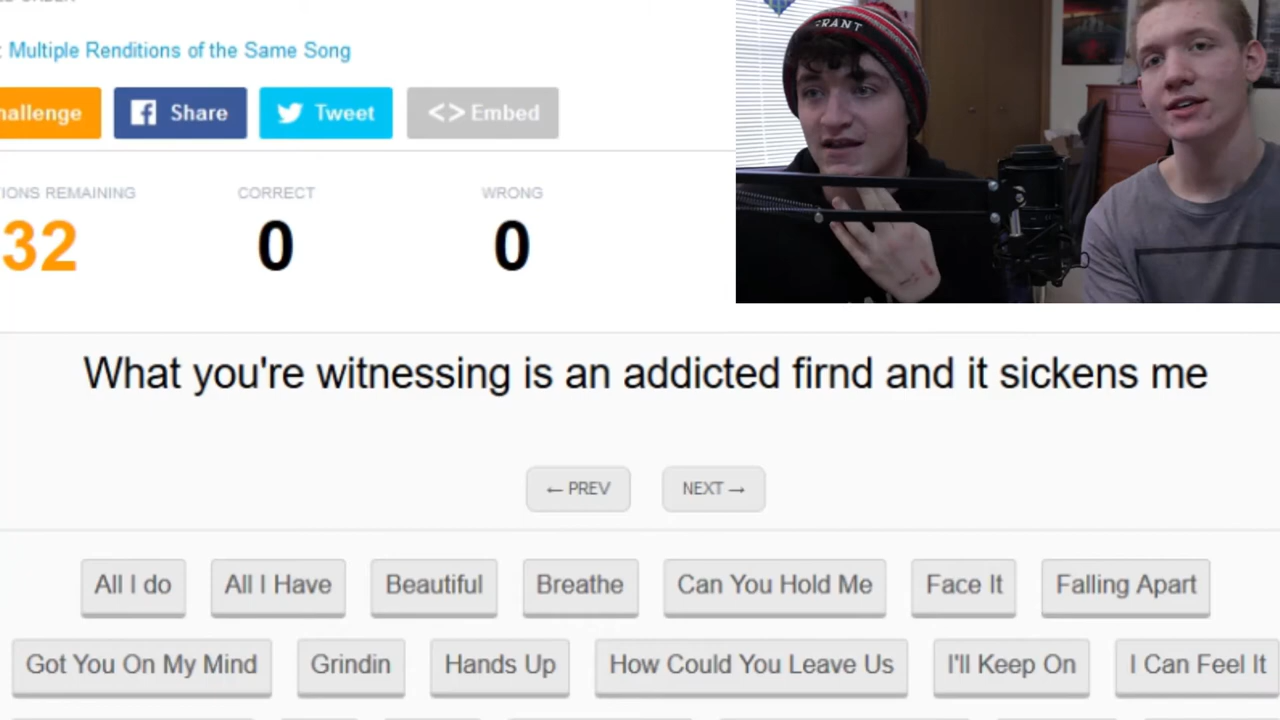 : Multiple Renditions of the Same Song
hallenge Share Tweet <> Embed
IONS REMAINING CORRECT WRONG
32 0 0
What you're witnessing is an addicted firnd and it sickens me
← PREV NEXT →
All I do All I Have Beautiful Breathe Can You Hold Me Face It Falling Apart
Got You On My Mind Grindin Hands Up How Could You Leave Us I'll Keep On I Can Feel It